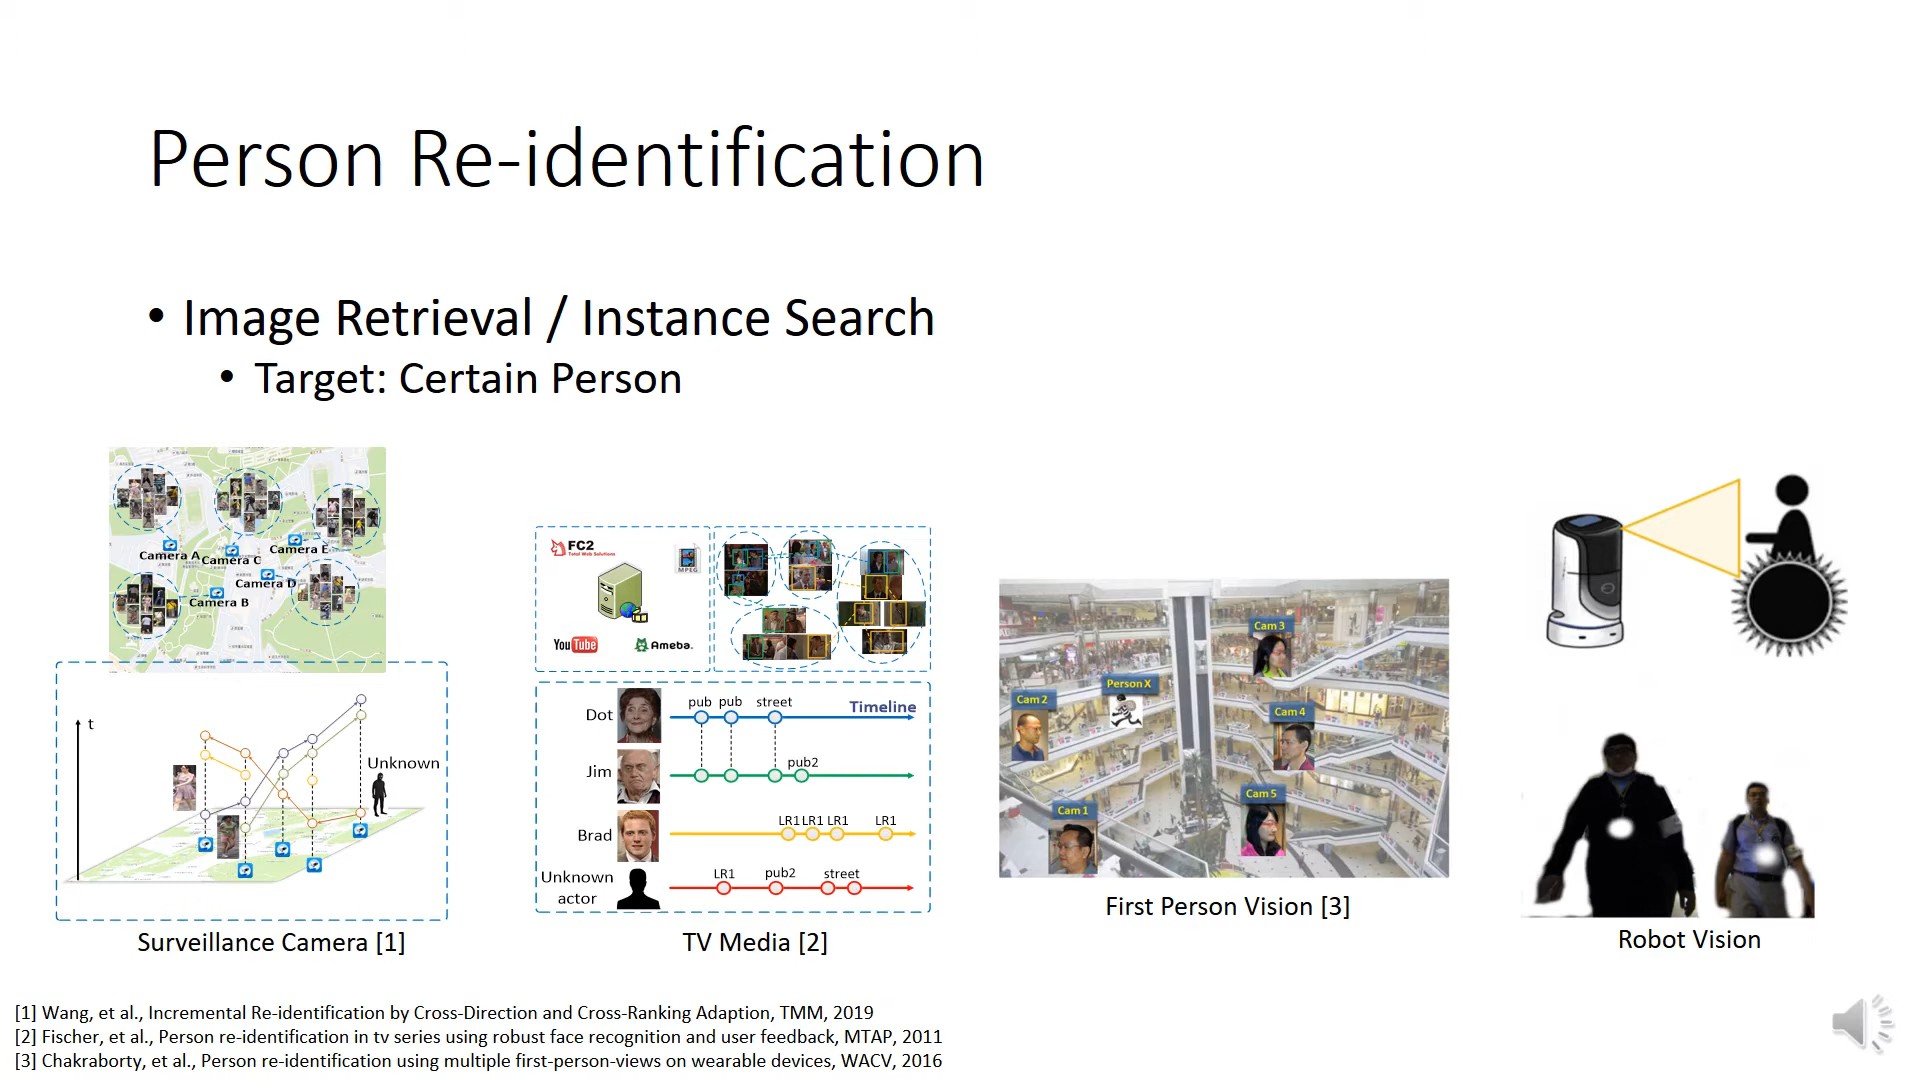 Person Re-identification
• Image Retrieval / Instance Search
• Target: Certain Person
Camera A
Camera C
Camera E
Camera D
Camera B
t
Unknown
Surveillance Camera [1]
FC2
Total Web Solutions
MPEG
YouTube
Ameba.
Dot
pub pub street
Timeline
Jim
pub2
Brad
LR1 LR1 LR1 LR1
Unknown
actor
LR1 pub2 street
TV Media [2]
Cam 3
Cam 2
Person X
Cam 4
Cam 1
Cam 5
First Person Vision [3]
Robot Vision
[1] Wang, et al., Incremental Re-identification by Cross-Direction and Cross-Ranking Adaption, TMM, 2019
[2] Fischer, et al., Person re-identification in tv series using robust face recognition and user feedback, MTAP, 2011
[3] Chakraborty, et al., Person re-identification using multiple first-person-views on wearable devices, WACV, 2016